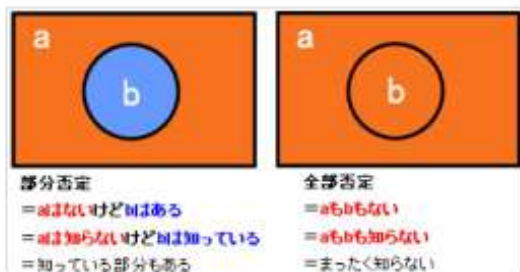 a
b
部分否定
=aはないけどbはある
=aは知らないけどbは知っている
=知っている部分もある
a
b
全部否定
=aもbもない
=aもbも知らない
=まったく知らない